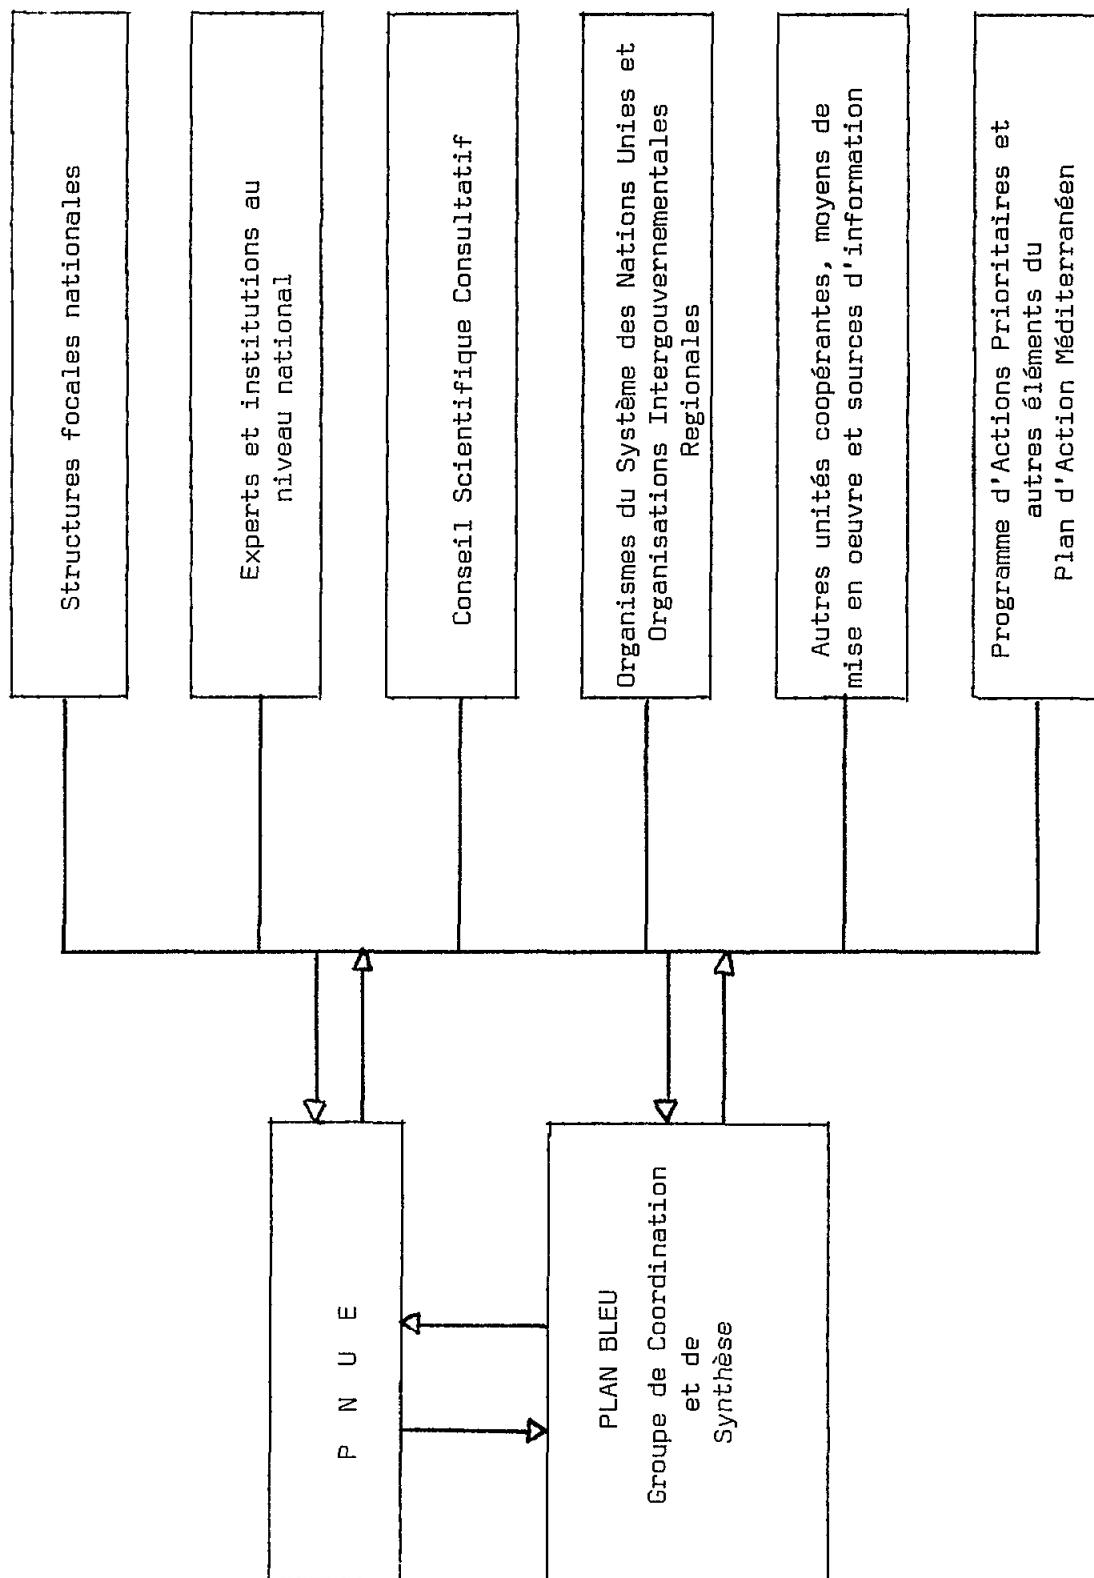 P N U E
PLAN BLEU
Groupe de Coordination
et de
Synthèse
Structures focales nationales
Experts et institutions au
niveau national
Conseil Scientifique Consultatif
Organismes du Système des Nations Unies et
Organisations Intergouvernementales
Regionales
Autres unités coopérantes, moyens de
mise en oeuvre et sources d'information
Programme d'Actions Prioritaires et
autres éléments du
Plan d'Action Méditerranéen